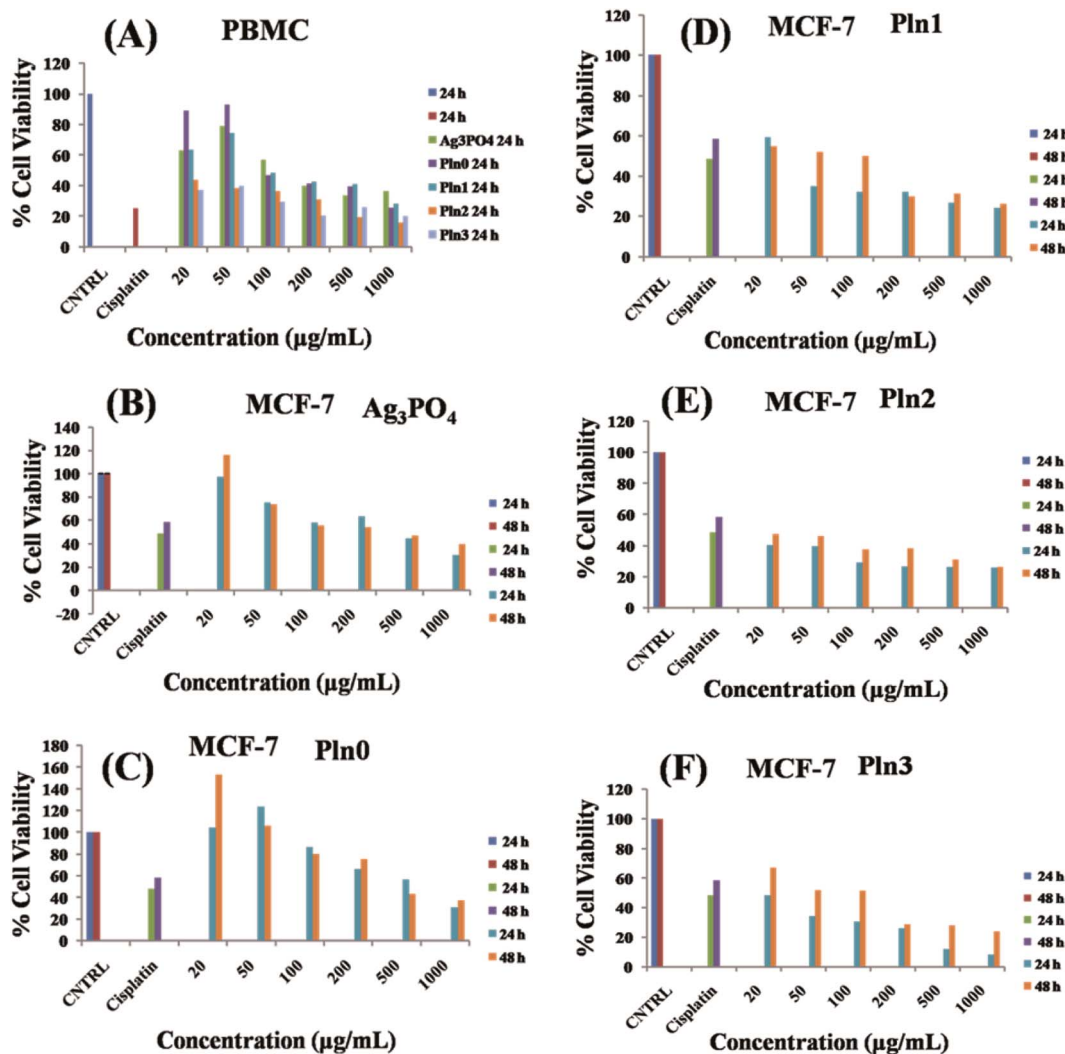 (A) PBMC
% Cell Viability
120
100
80
60
40
20
0
CNTRL
Cisplatin
20
50
100
200
500
1000
Concentration (µg/mL)
24 h
24 h
Ag3PO4 24 h
Pln0 24 h
Pln1 24 h
Pln2 24 h
Pln3 24 h
(B) MCF-7 Ag₃PO₄
% Cell Viability
140
120
100
80
60
40
20
0
-20
CNTRL
Cisplatin
20
50
100
200
500
1000
Concentration (µg/mL)
24 h
48 h
24 h
48 h
24 h
48 h
(C) MCF-7 Pln0
% Cell Viability
180
160
140
120
100
80
60
40
20
0
CNTRL
Cisplatin
20
50
100
200
500
1000
Concentration (µg/mL)
24 h
48 h
24 h
48 h
24 h
48 h
(D) MCF-7 Pln1
% Cell Viability
120
100
80
60
40
20
0
CNTRL
Cisplatin
20
50
100
200
500
1000
Concentration (µg/mL)
24 h
48 h
24 h
48 h
24 h
48 h
(E) MCF-7 Pln2
% Cell Viability
120
100
80
60
40
20
0
CNTRL
Cisplatin
20
50
100
200
500
1000
Concentration (µg/mL)
24 h
48 h
24 h
48 h
24 h
48 h
(F) MCF-7 Pln3
% Cell Viability
120
100
80
60
40
20
0
CNTRL
Cisplatin
20
50
100
200
500
1000
Concentration (µg/mL)
24 h
48 h
24 h
48 h
24 h
48 h